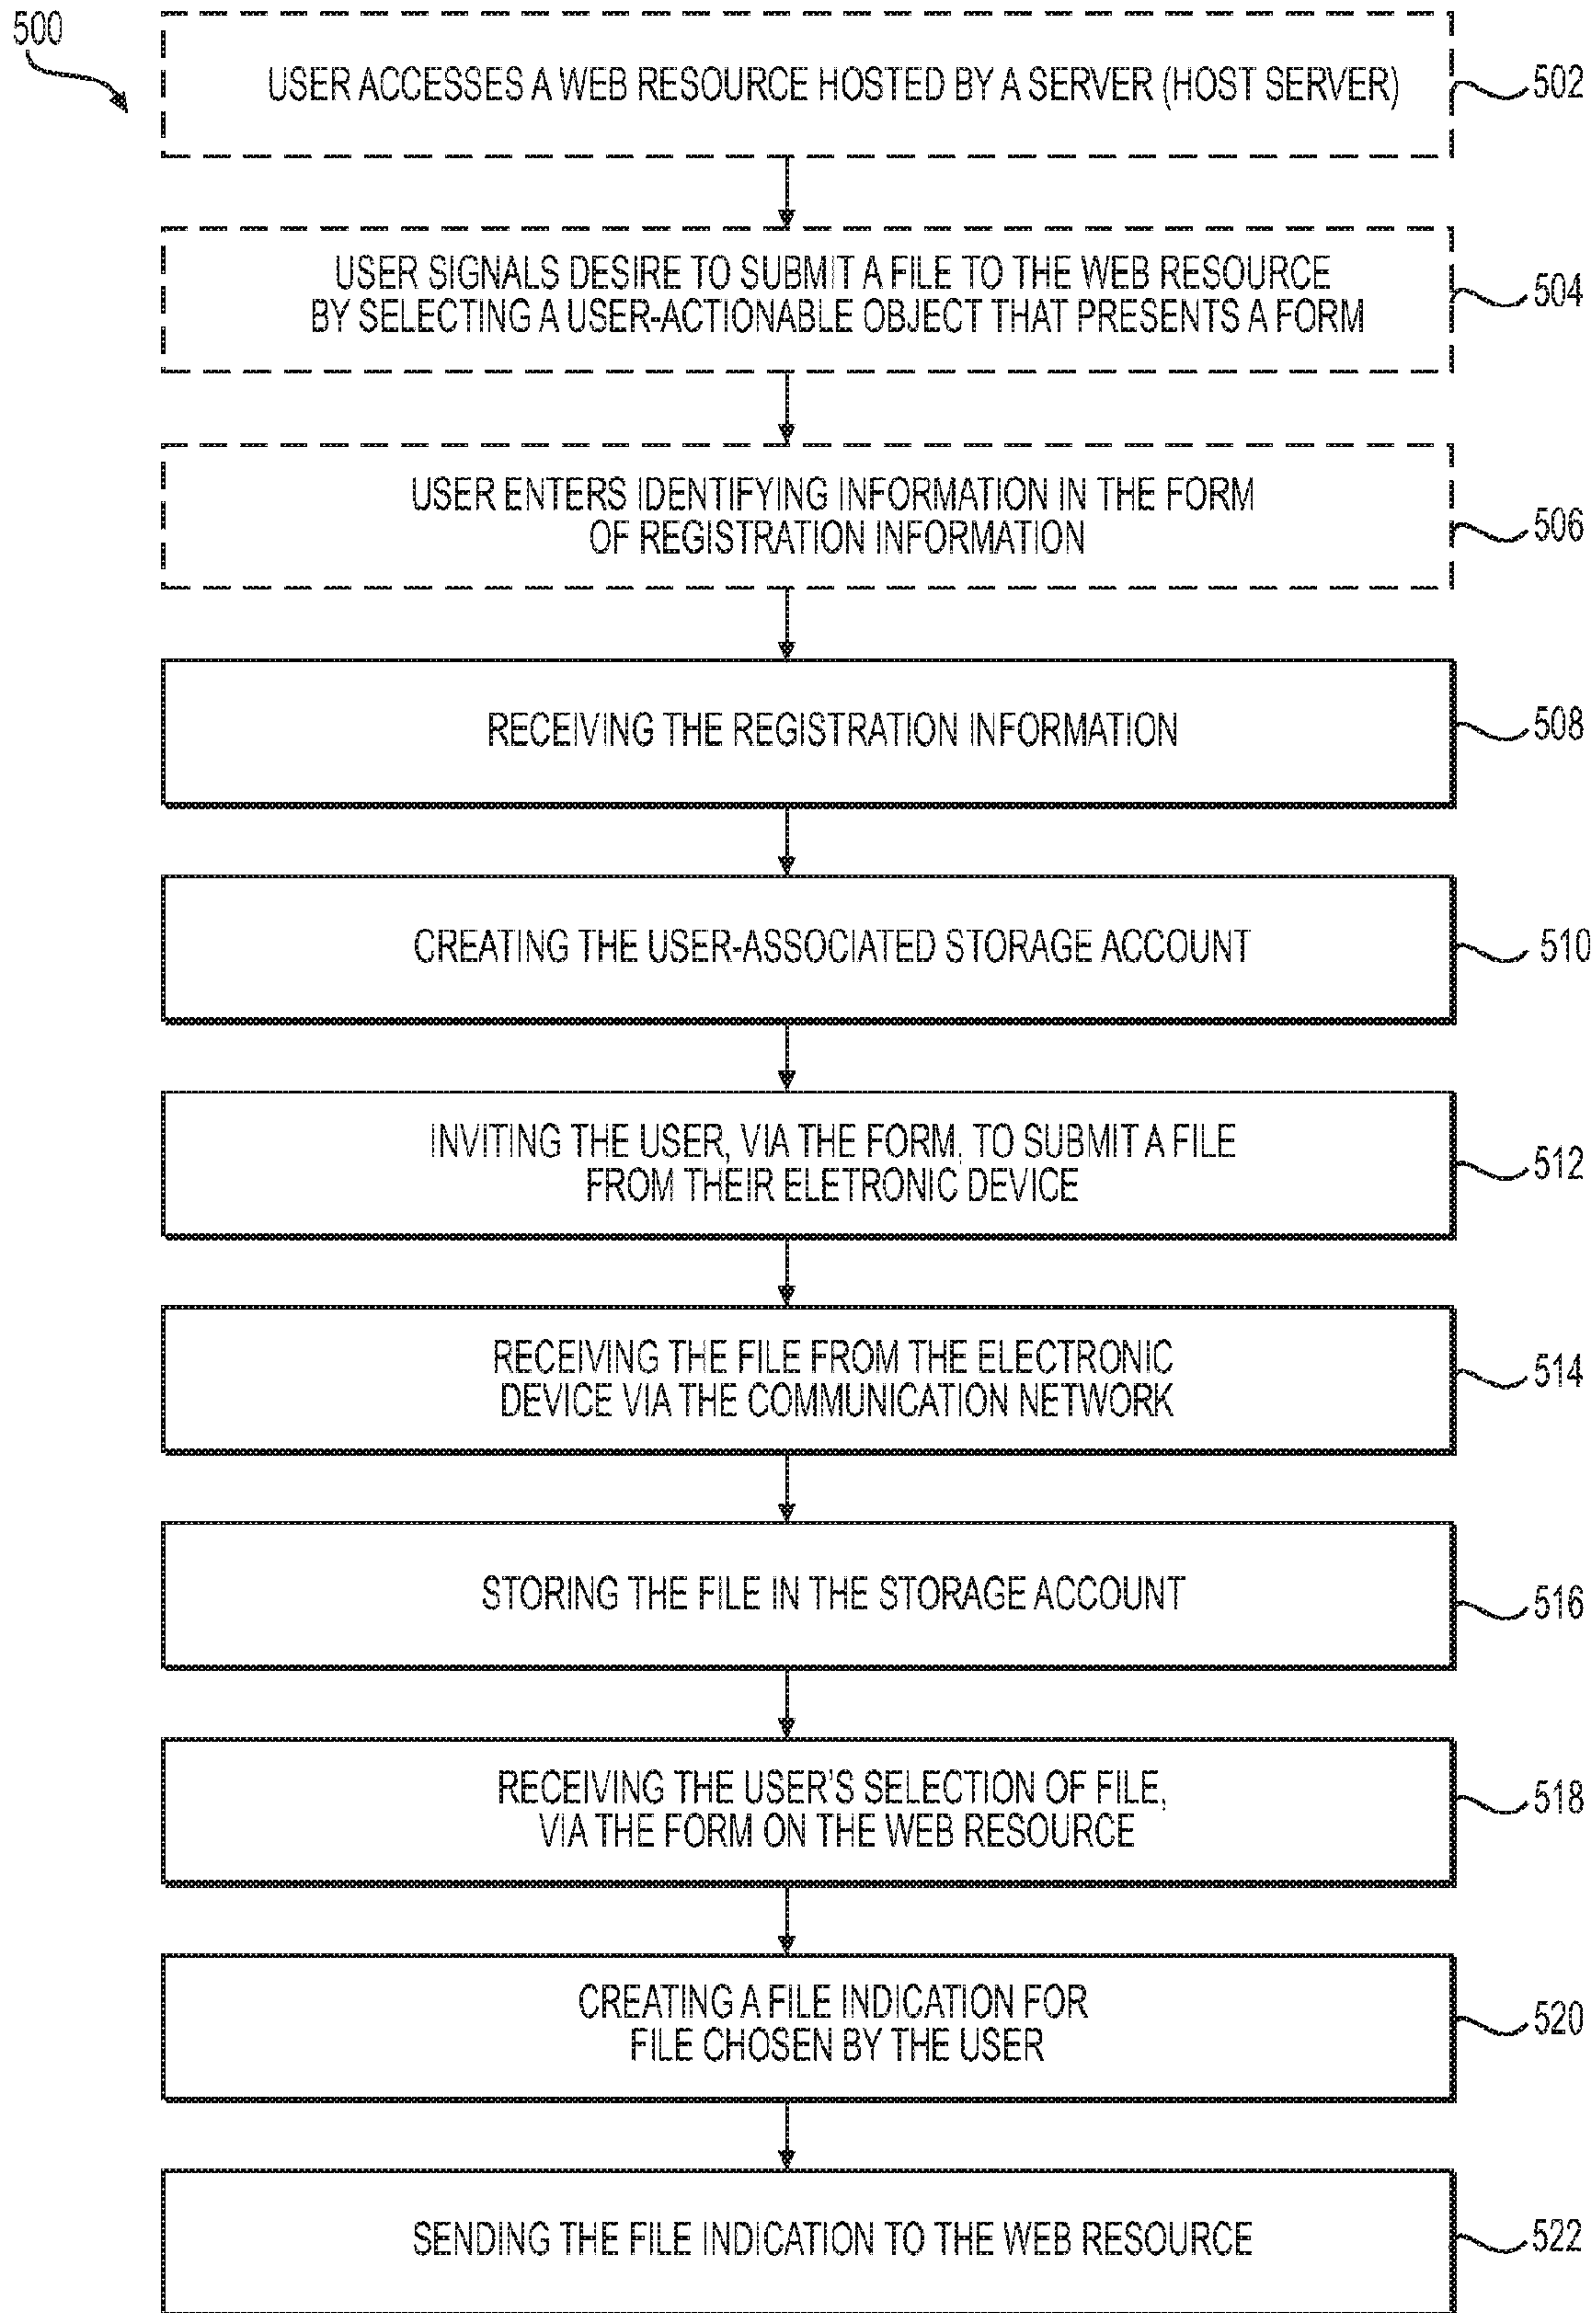 500
USER ACCESSES A WEB RESOURCE HOSTED BY A SERVER (HOST SERVER)
502
USER SIGNALS DESIRE TO SUBMIT A FILE TO THE WEB RESOURCE
BY SELECTING A USER-ACTIONABLE OBJECT THAT PRESENTS A FORM
504
USER ENTERS IDENTIFYING INFORMATION IN THE FORM
OF REGISTRATION INFORMATION
506
RECEIVING THE REGISTRATION INFORMATION
508
CREATING THE USER-ASSOCIATED STORAGE ACCOUNT
510
INVITING THE USER, VIA THE FORM, TO SUBMIT A FILE
FROM THEIR ELETRONIC DEVICE
512
RECEIVING THE FILE FROM THE ELECTRONIC
DEVICE VIA THE COMMUNICATION NETWORK
514
STORING THE FILE IN THE STORAGE ACCOUNT
516
RECEIVING THE USER'S SELECTION OF FILE,
VIA THE FORM ON THE WEB RESOURCE
518
CREATING A FILE INDICATION FOR
FILE CHOSEN BY THE USER
520
SENDING THE FILE INDICATION TO THE WEB RESOURCE
522